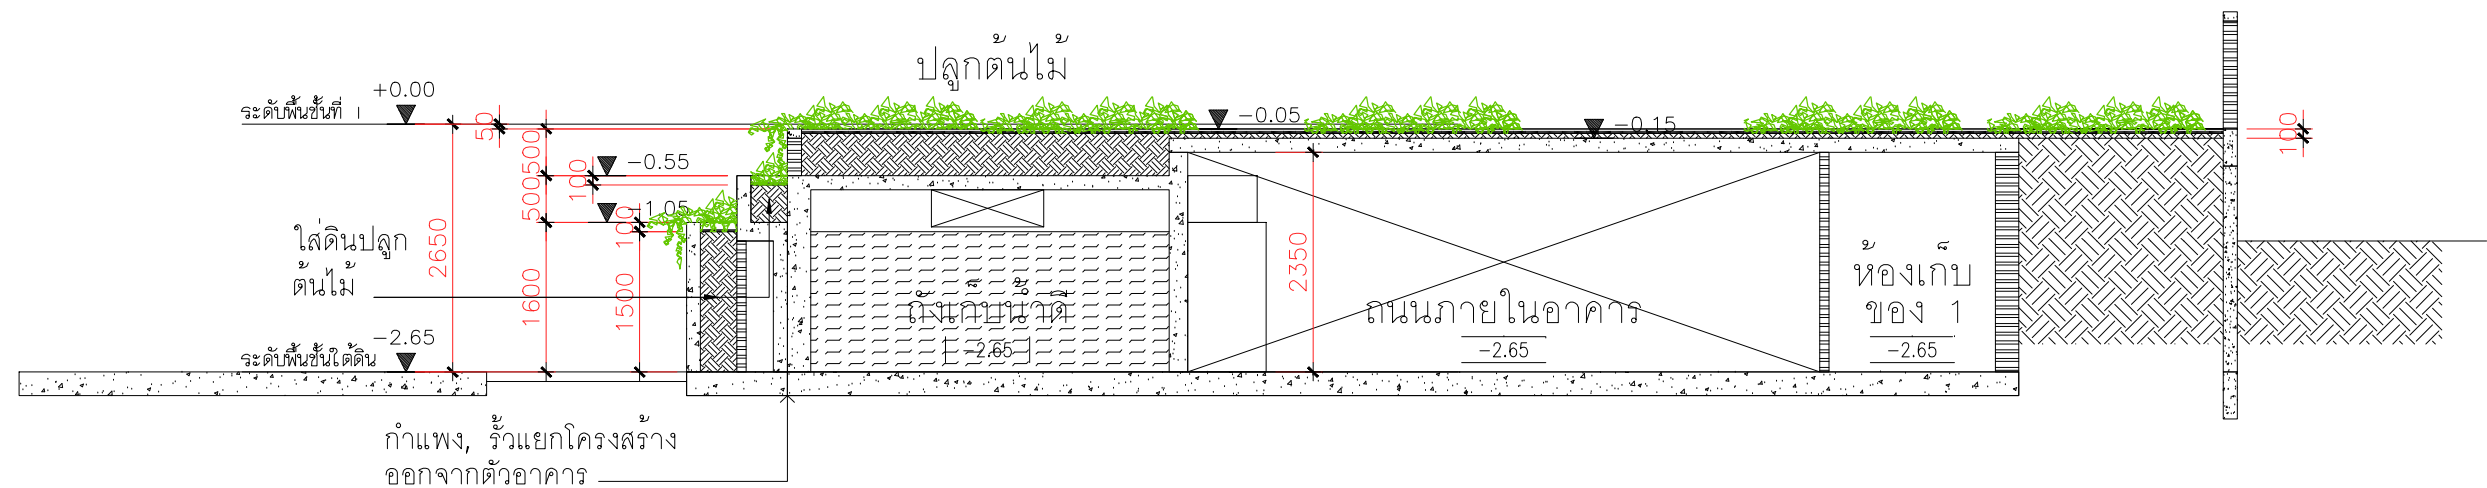 ปลูกต้นไม้
+0.00
ระดับพื้นชั้นที่ 1
50
-0.05
-0.15
100
500
-0.55
100
500
-1.05
100
ใส่ดินปลูก
ต้นไม้
2650
1600
1500
2350
ถังเก็บน้ำดี
-2.65
ถนนภายในอาคาร
-2.65
ห้องเก็บ
ของ 1
-2.65
-2.65
ระดับพื้นชั้นใต้ดิน
กำแพง, รั้วแยกโครงสร้าง
ออกจากตัวอาคาร